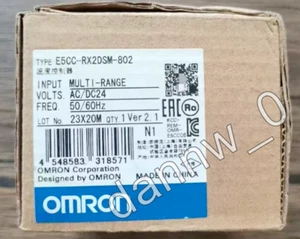 TYPE E5CC-RX2DSM-802
温度控制器
INPUT MULTI-RANGE
VOLTS. AC/DC24
FREQ. 50/60Hz
LOT No. 23X20M QTY.1 Ver 2.1
N1
4 548583 318571
OMRON Corporation
Designed by OMRON
MADE IN CHINA
OMRON
dannw_0